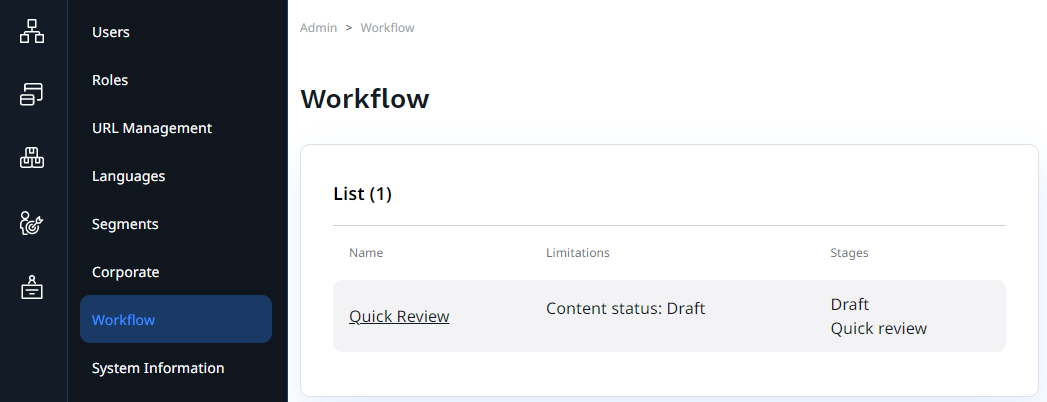 Users
Roles
URL Management
Languages
Segments
Corporate
Workflow
System Information
Admin > Workflow
Workflow
List (1)
Name Limitations Stages
Quick Review Content status: Draft Draft
Quick review